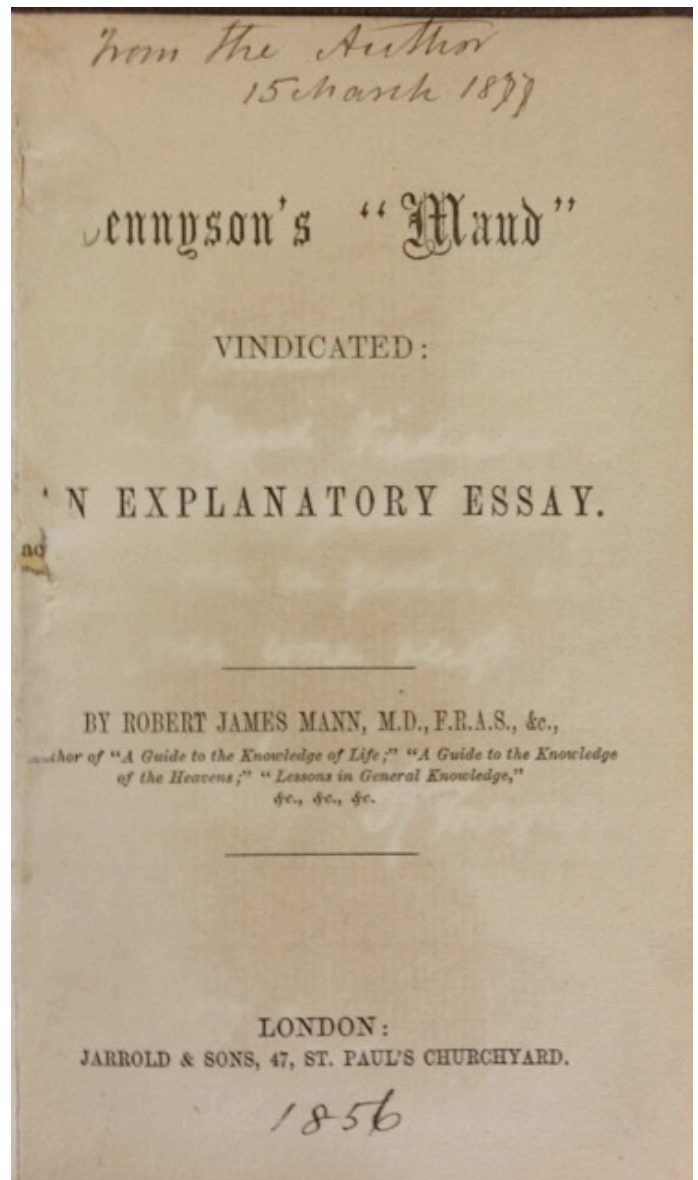 From the Author
15 March 1877
ennyson's "Maud"
VINDICATED:
N EXPLANATORY ESSAY.
BY ROBERT JAMES MANN, M.D., F.R.A.S., &c.,
Author of "A Guide to the Knowledge of Life;" "A Guide to the Knowledge
of the Heavens;" "Lessons in General Knowledge,"
&c., &c., &c.
LONDON:
JARROLD & SONS, 47, ST. PAUL'S CHURCHYARD.
1856